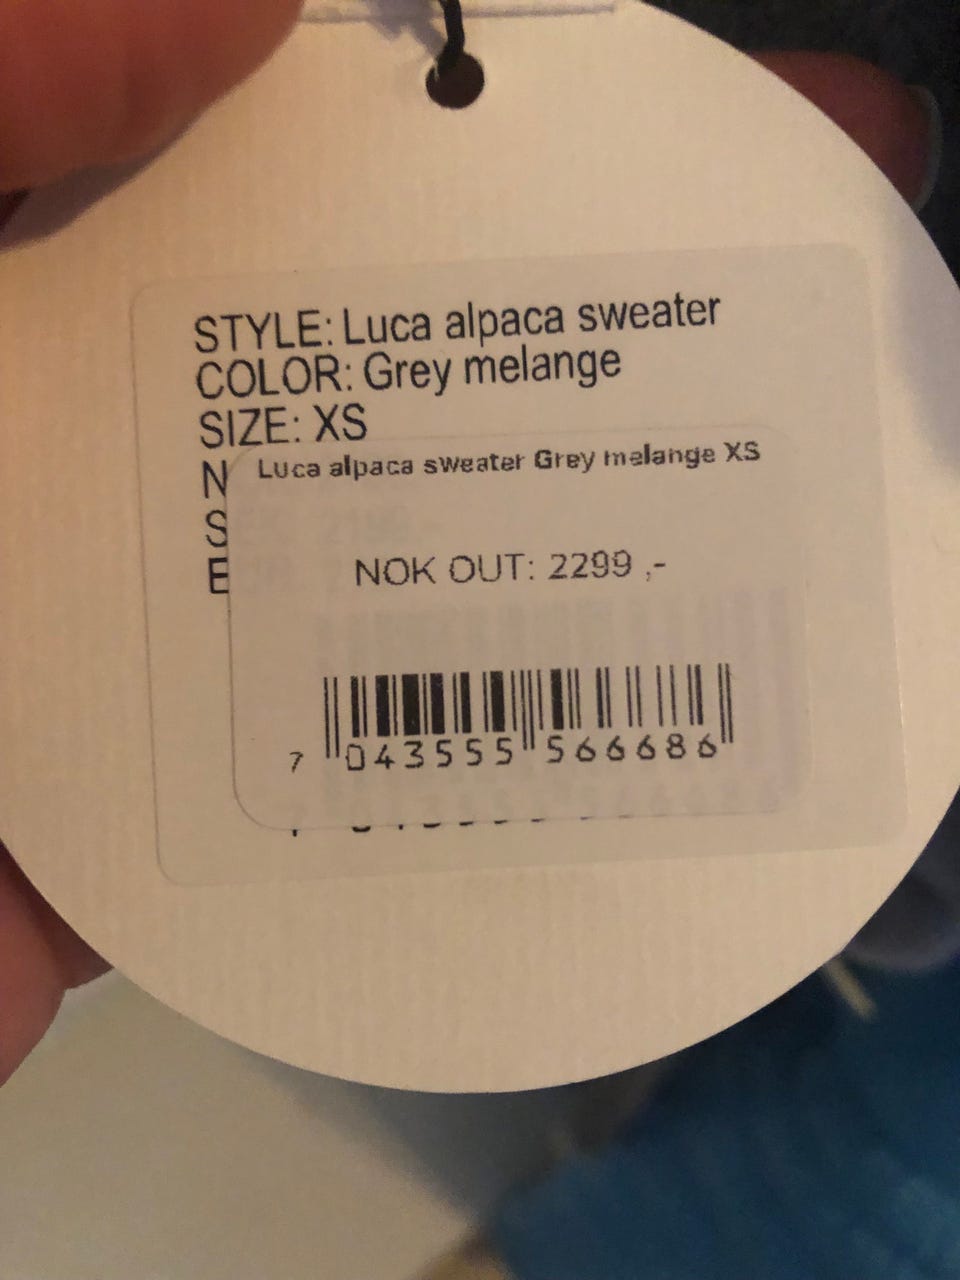 STYLE: Luca alpaca sweater
COLOR: Grey melange
SIZE: XS
N
S
E
Luca alpaca sweater Grey melange XS
NOK OUT: 2299 ,-
7 043555 566686